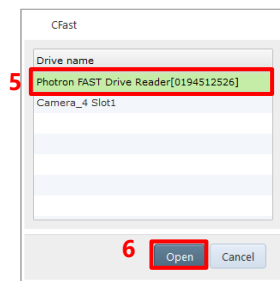 CFast
Drive name
5
Photron FAST Drive Reader[0194512526]
Camera_4 Slot1
6
Open
Cancel